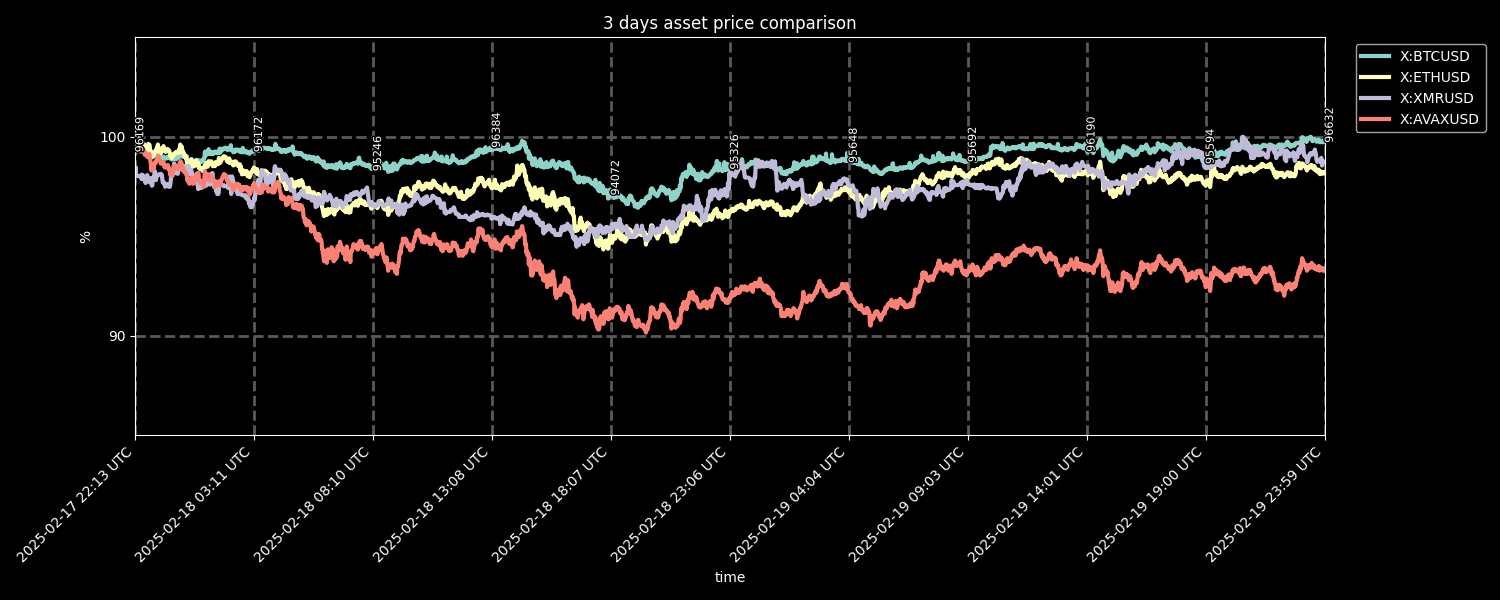 3 days asset price comparison
X:BTCUSD
X:ETHUSD
X:XMRUSD
X:AVAXUSD
%
100
90
96169
96172
95246
96384
94072
95326
95648
95692
96190
95594
96632
2025-02-17 22:13 UTC
2025-02-18 03:11 UTC
2025-02-18 08:10 UTC
2025-02-18 13:08 UTC
2025-02-18 18:07 UTC
2025-02-18 23:06 UTC
2025-02-19 04:04 UTC
2025-02-19 09:03 UTC
2025-02-19 14:01 UTC
2025-02-19 19:00 UTC
2025-02-19 23:59 UTC
time